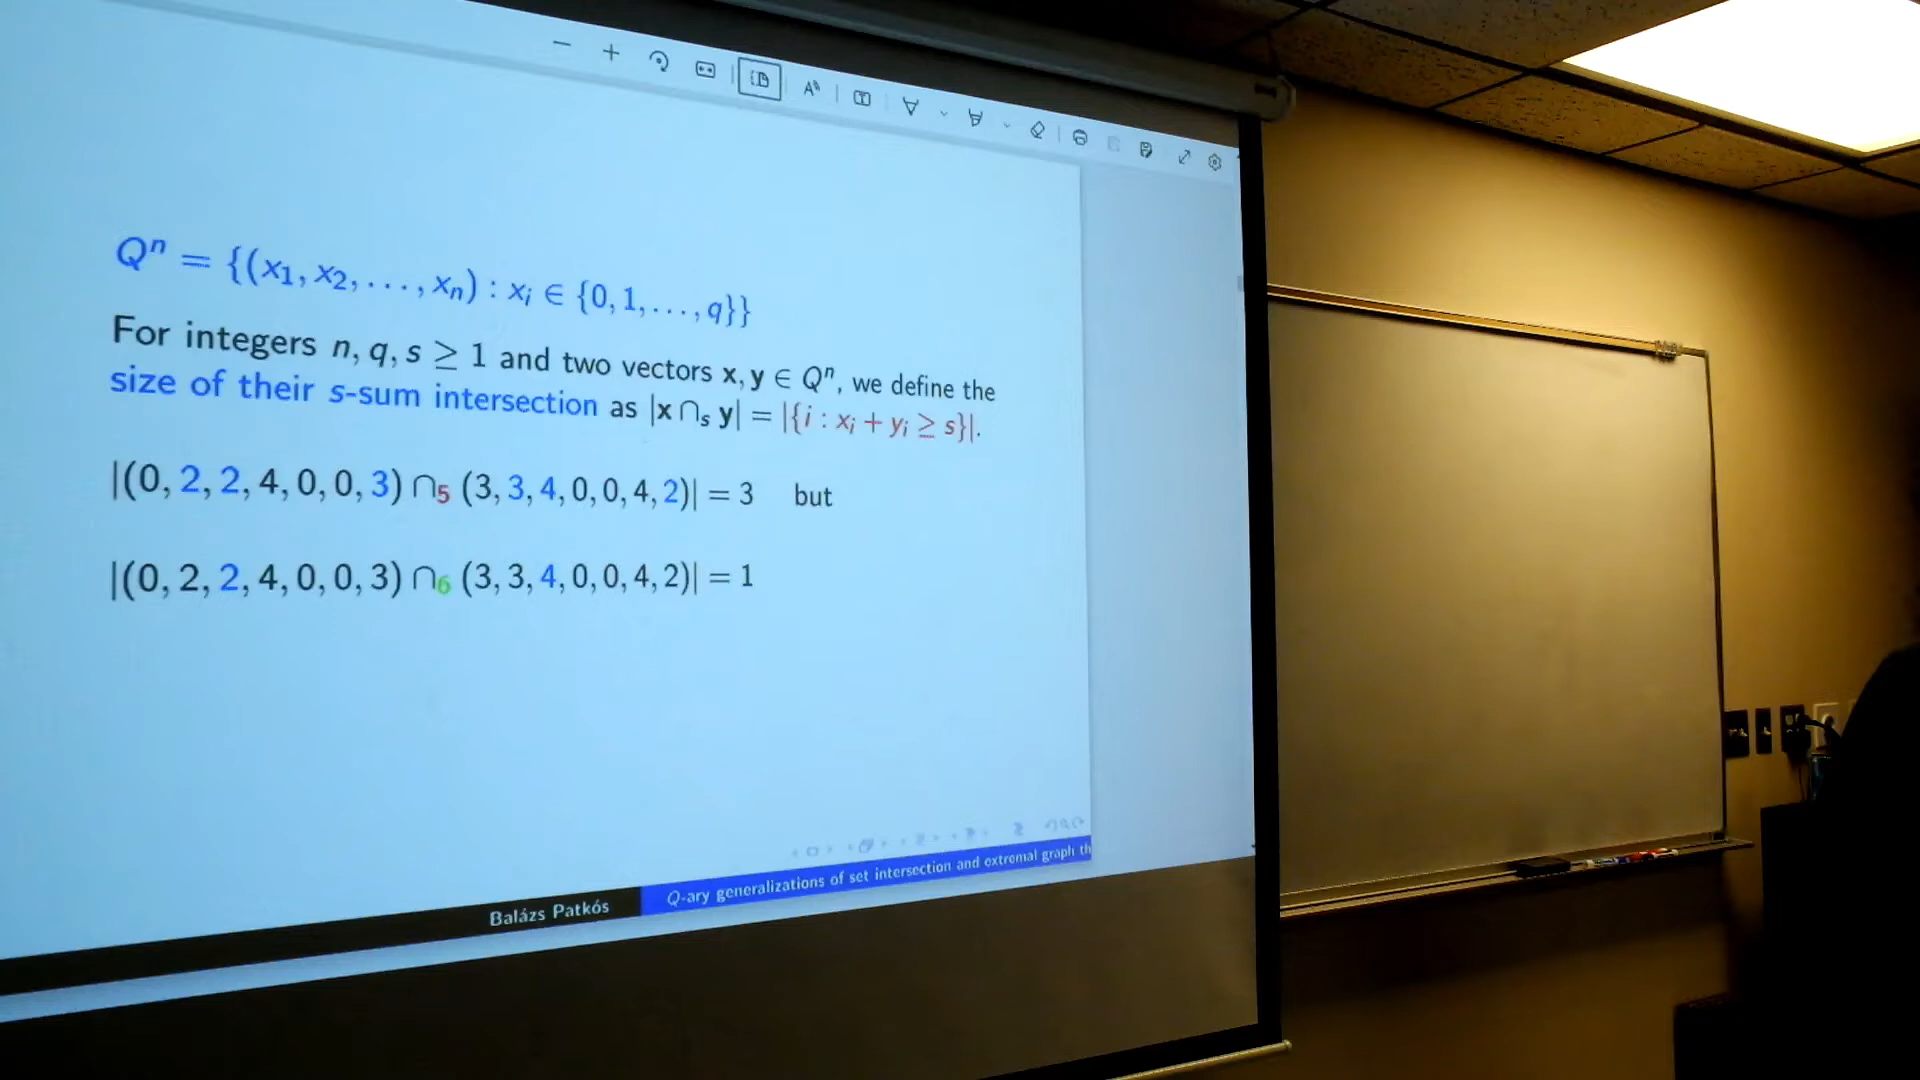 Qⁿ = {(x₁, x₂, . . . , xₙ) : xᵢ ∈ {0, 1, . . . , q}}
For integers n, q, s ≥ 1 and two vectors x, y ∈ Qⁿ, we define the
size of their s-sum intersection as |x ∩ₛ y| = |{i : xᵢ + yᵢ ≥ s}|.
|(0, 2, 2, 4, 0, 0, 3) ∩₅ (3, 3, 4, 0, 0, 4, 2)| = 3 but
|(0, 2, 2, 4, 0, 0, 3) ∩₆ (3, 3, 4, 0, 0, 4, 2)| = 1
Balázs Patkós Q-ary generalizations of set intersection and extremal graph th